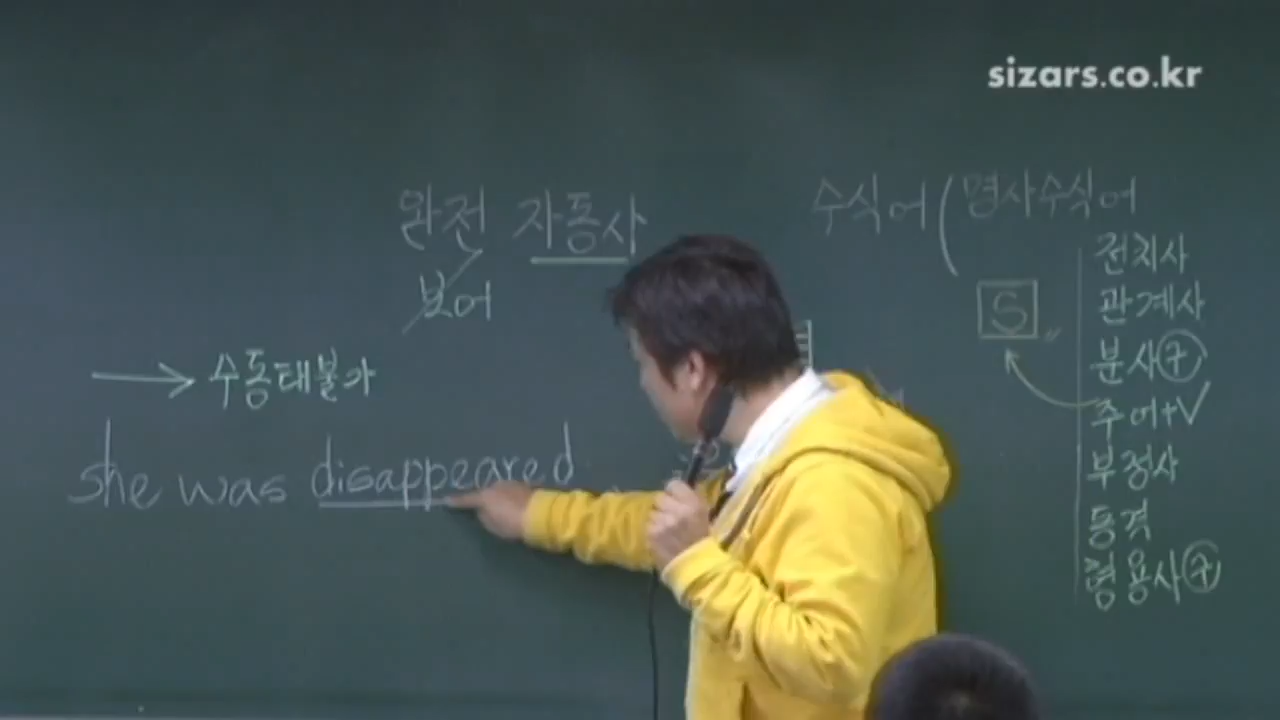 sizars.co.kr
완전 자동사
보어
→ 수동태불가
she was disappeared
수식어 ( 명사수식어
전치사
관계사
S
분사구
주어+V
부정사
동격
형용사구